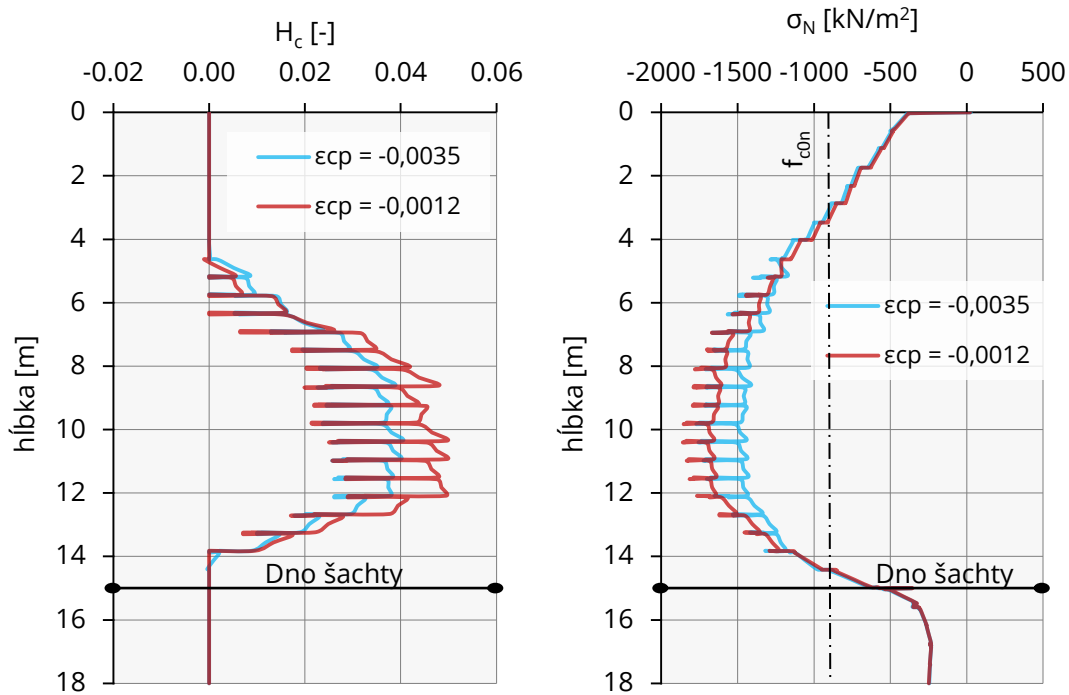 H_c [-]
-0.02 0.00 0.02 0.04 0.06
0
2
4
6
8
10
12
14
16
18
hĺbka [m]
εcp = -0,0035
εcp = -0,0012
Dno šachty
σ_N [kN/m²]
-2000 -1500 -1000 -500 0 500
0
2
4
6
8
10
12
14
16
18
hĺbka [m]
f_c0n
εcp = -0,0035
εcp = -0,0012
Dno šachty